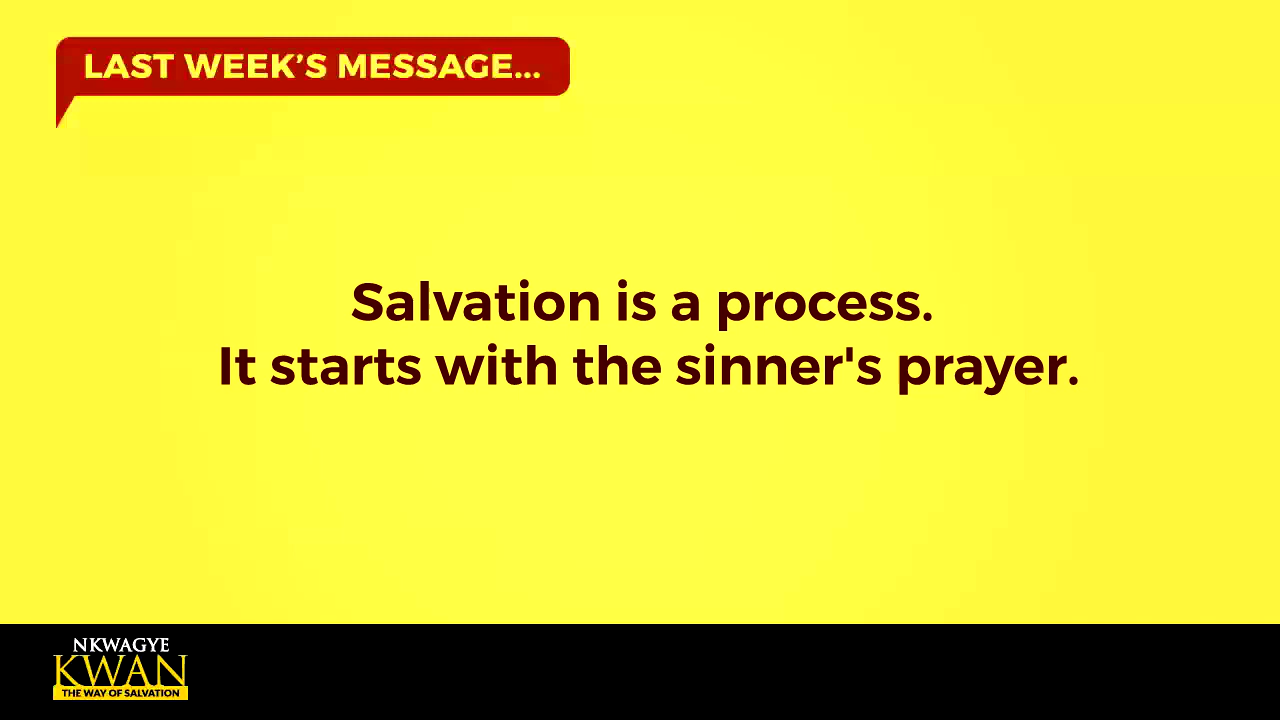 LAST WEEK’S MESSAGE...
Salvation is a process.
It starts with the sinner's prayer.
NKWAGYE
KWAN
THE WAY OF SALVATION